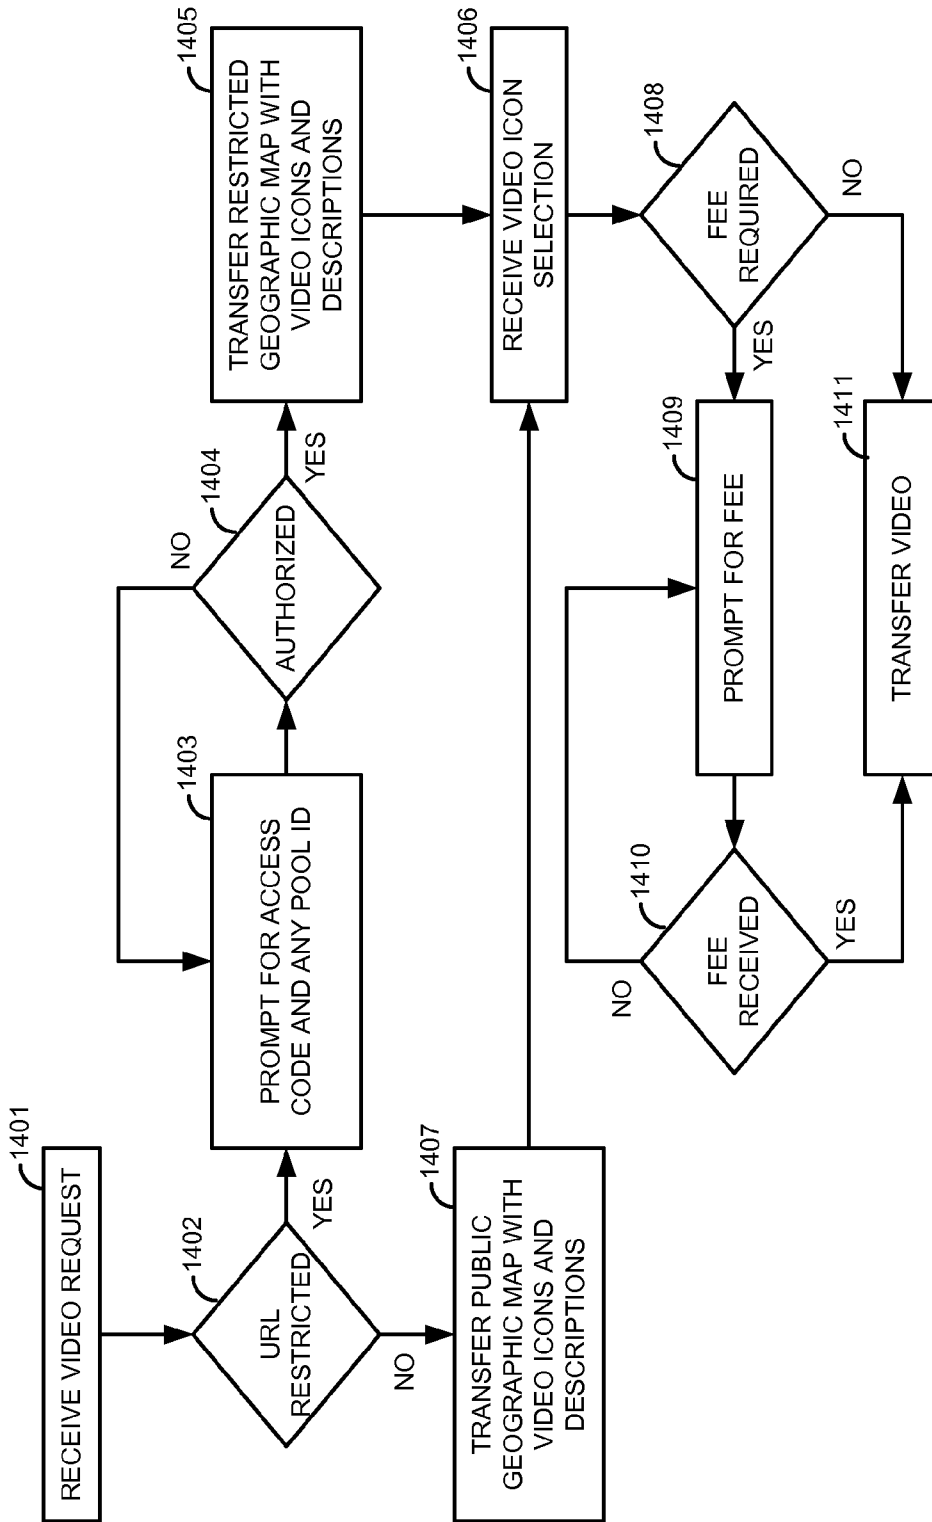 1401
RECEIVE VIDEO REQUEST
1402
URL
RESTRICTED
YES
NO
1403
PROMPT FOR ACCESS
CODE AND ANY POOL ID
1404
AUTHORIZED
NO
YES
1405
TRANSFER RESTRICTED
GEOGRAPHIC MAP WITH
VIDEO ICONS AND
DESCRIPTIONS
1407
TRANSFER PUBLIC
GEOGRAPHIC MAP WITH
VIDEO ICONS AND
DESCRIPTIONS
1406
RECEIVE VIDEO ICON
SELECTION
1408
FEE
REQUIRED
YES
NO
1409
PROMPT FOR FEE
1410
FEE
RECEIVED
NO
YES
1411
TRANSFER VIDEO